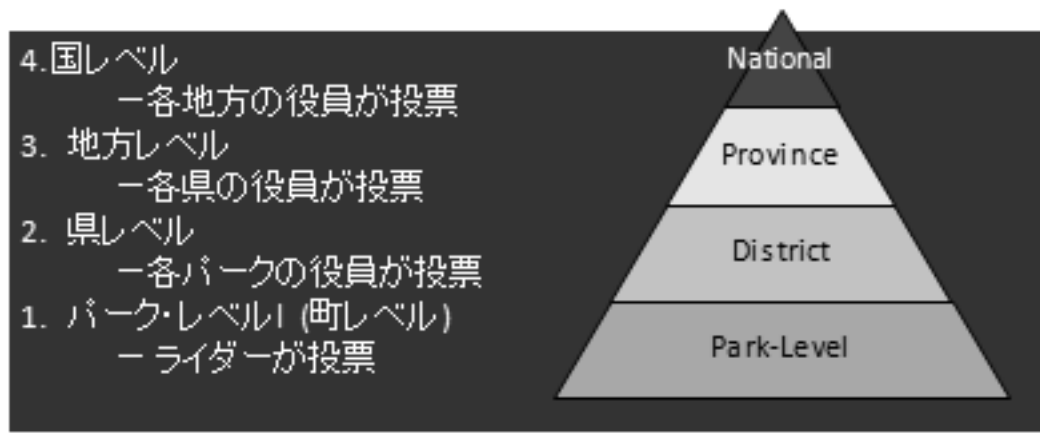 4.国レベル
ー各地方の役員が投票
3. 地方レベル
ー各県の役員が投票
2. 県レベル
ー各パークの役員が投票
1. パーク・レベルI (町レベル)
ー ライダーが投票
National
Province
District
Park-Level